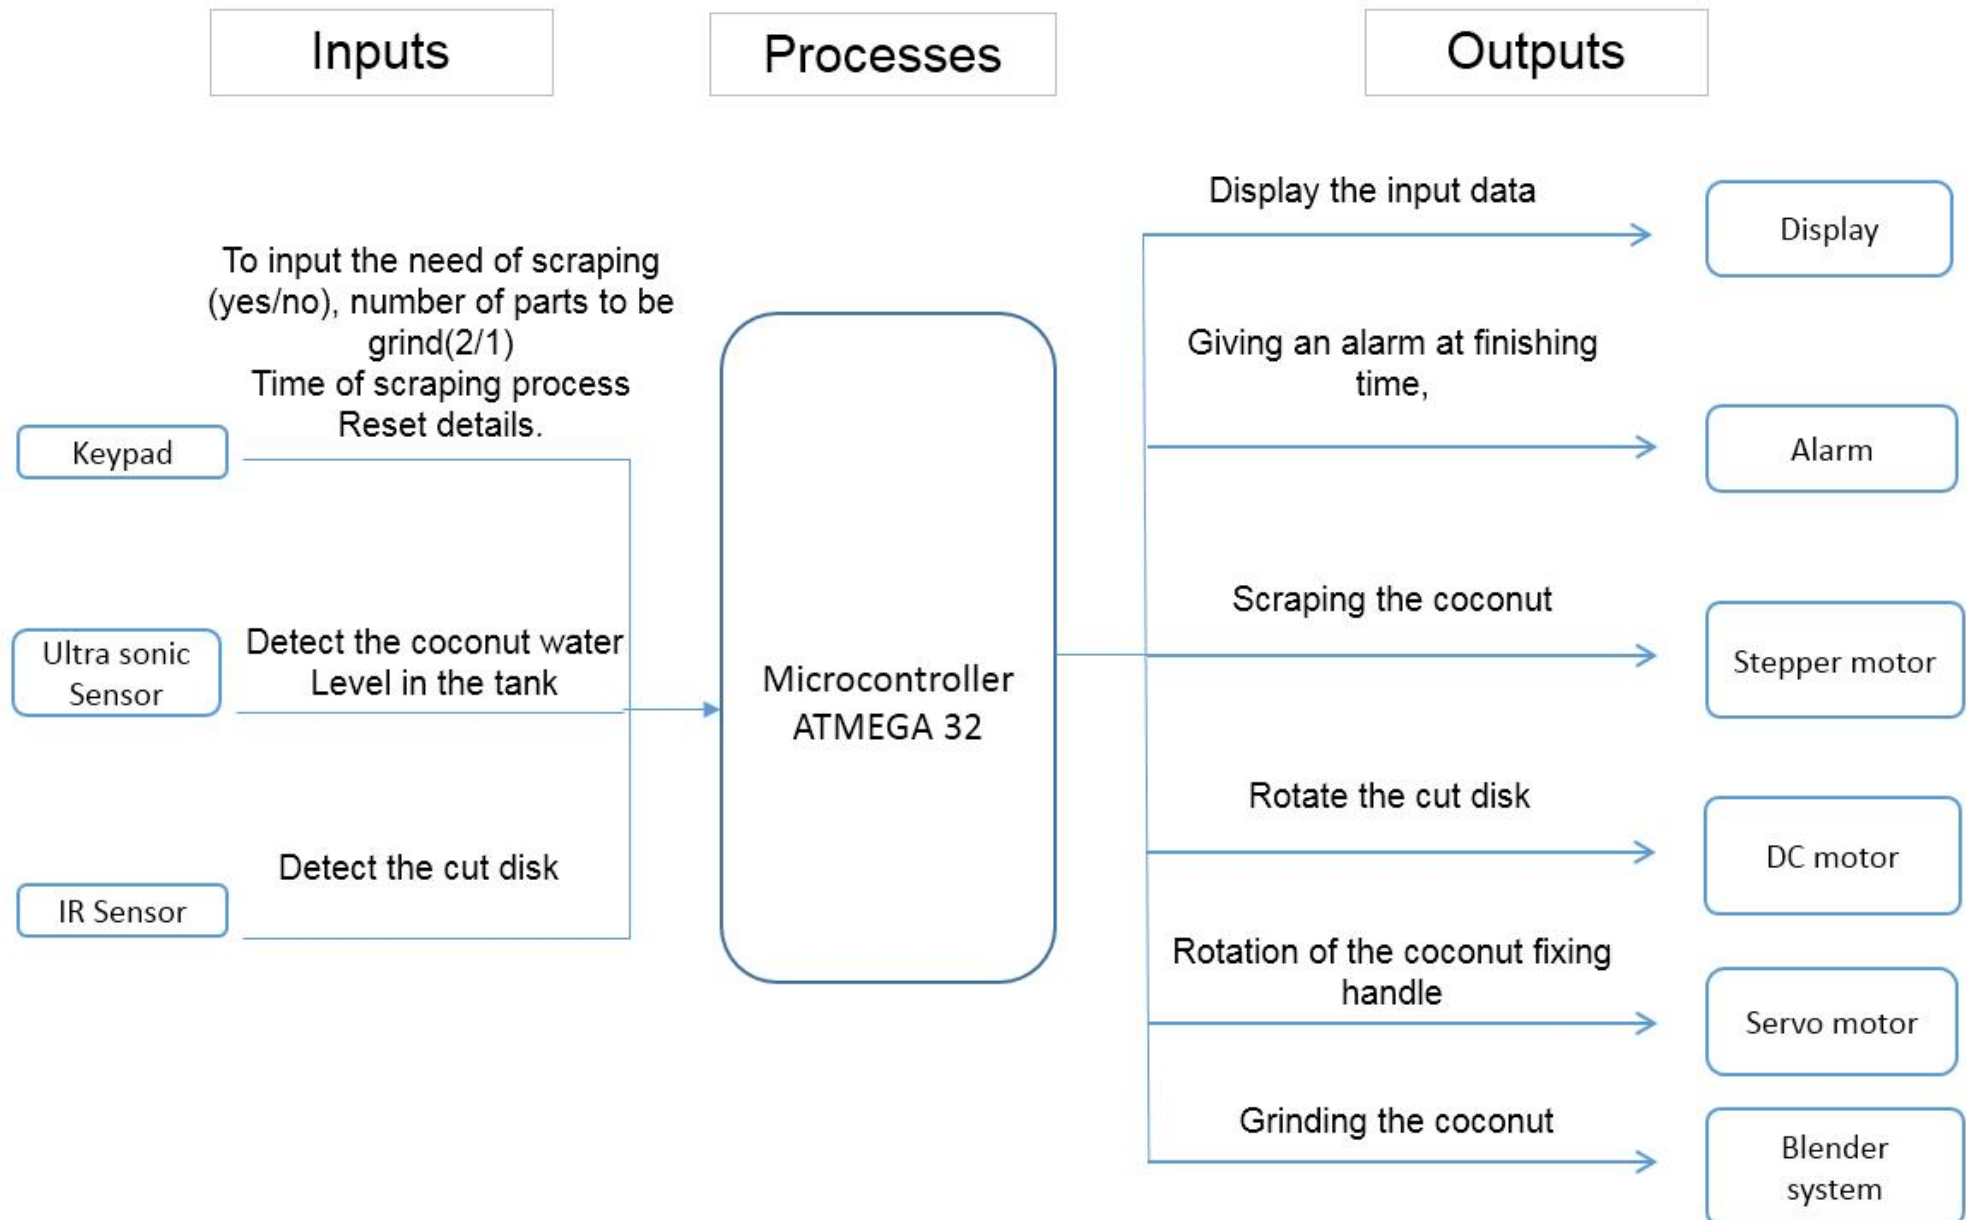 Inputs
Processes
Outputs
To input the need of scraping
(yes/no), number of parts to be
grind(2/1)
Time of scraping process
Reset details.
Keypad
Ultra sonic
Sensor
Detect the coconut water
Level in the tank
IR Sensor
Detect the cut disk
Microcontroller
ATMEGA 32
Display the input data
Display
Giving an alarm at finishing
time,
Alarm
Scraping the coconut
Stepper motor
Rotate the cut disk
DC motor
Rotation of the coconut fixing
handle
Servo motor
Grinding the coconut
Blender
system